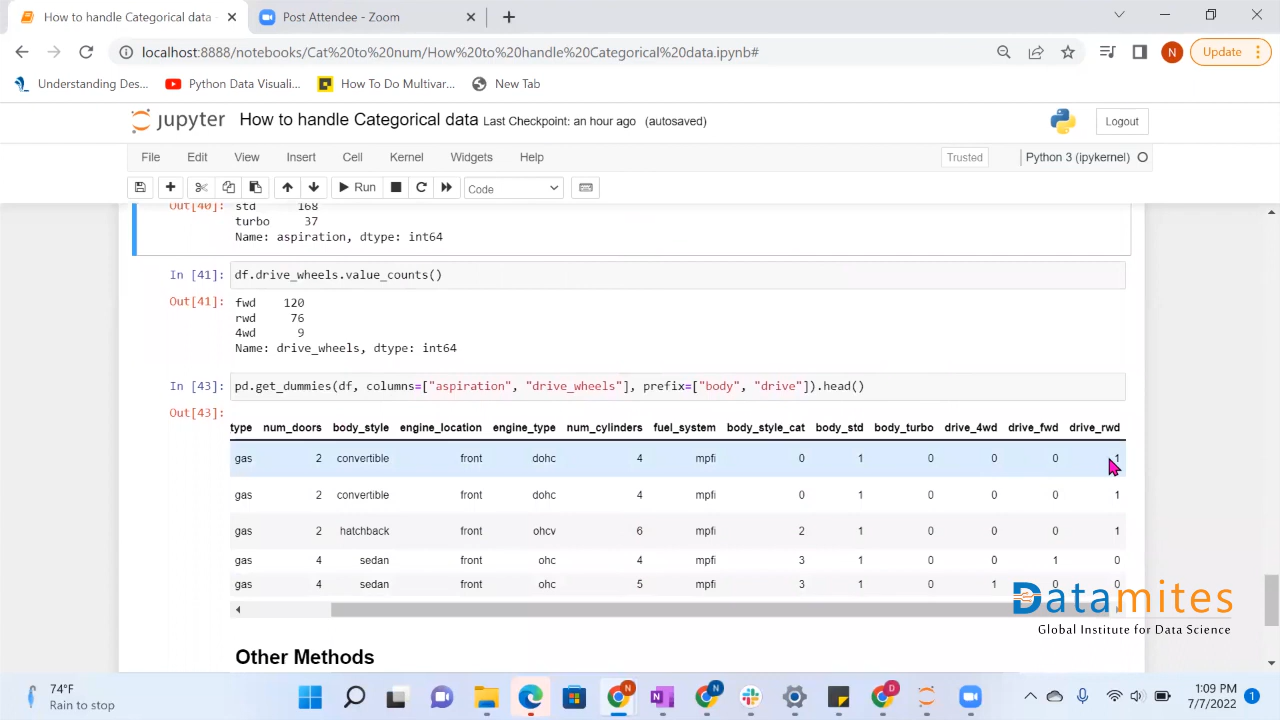 How to handle Categorical data -
Post Attendee - Zoom
localhost:8888/notebooks/Cat%20to%20num/How%20to%20handle%20Categorical%20data.ipynb#
N
Update
Understanding Des...
Python Data Visuali...
How To Do Multivar...
New Tab
jupyter How to handle Categorical data Last Checkpoint: an hour ago (autosaved)
Logout
File Edit View Insert Cell Kernel Widgets Help
Trusted
Python 3 (ipykernel)
Run
Code
Out[40]: std 168
turbo 37
Name: aspiration, dtype: int64
In [41]: df.drive_wheels.value_counts()
Out[41]: fwd 120
rwd 76
4wd 9
Name: drive_wheels, dtype: int64
In [43]: pd.get_dummies(df, columns=["aspiration", "drive_wheels"], prefix=["body", "drive"]).head()
Out[43]:
type num_doors body_style engine_location engine_type num_cylinders fuel_system body_style_cat body_std body_turbo drive_4wd drive_fwd drive_rwd
gas 2 convertible front dohc 4 mpfi 0 1 0 0 0 1
gas 2 convertible front dohc 4 mpfi 0 1 0 0 0 1
gas 2 hatchback front ohcv 6 mpfi 2 1 0 0 0 1
gas 4 sedan front ohc 4 mpfi 3 1 0 0 1 0
gas 4 sedan front ohc 5 mpfi 3 1 0 1 0 0
Datamites
Global Institute for Data Science
Other Methods
74°F
Rain to stop
N
N
D
1:09 PM
7/7/2022
1